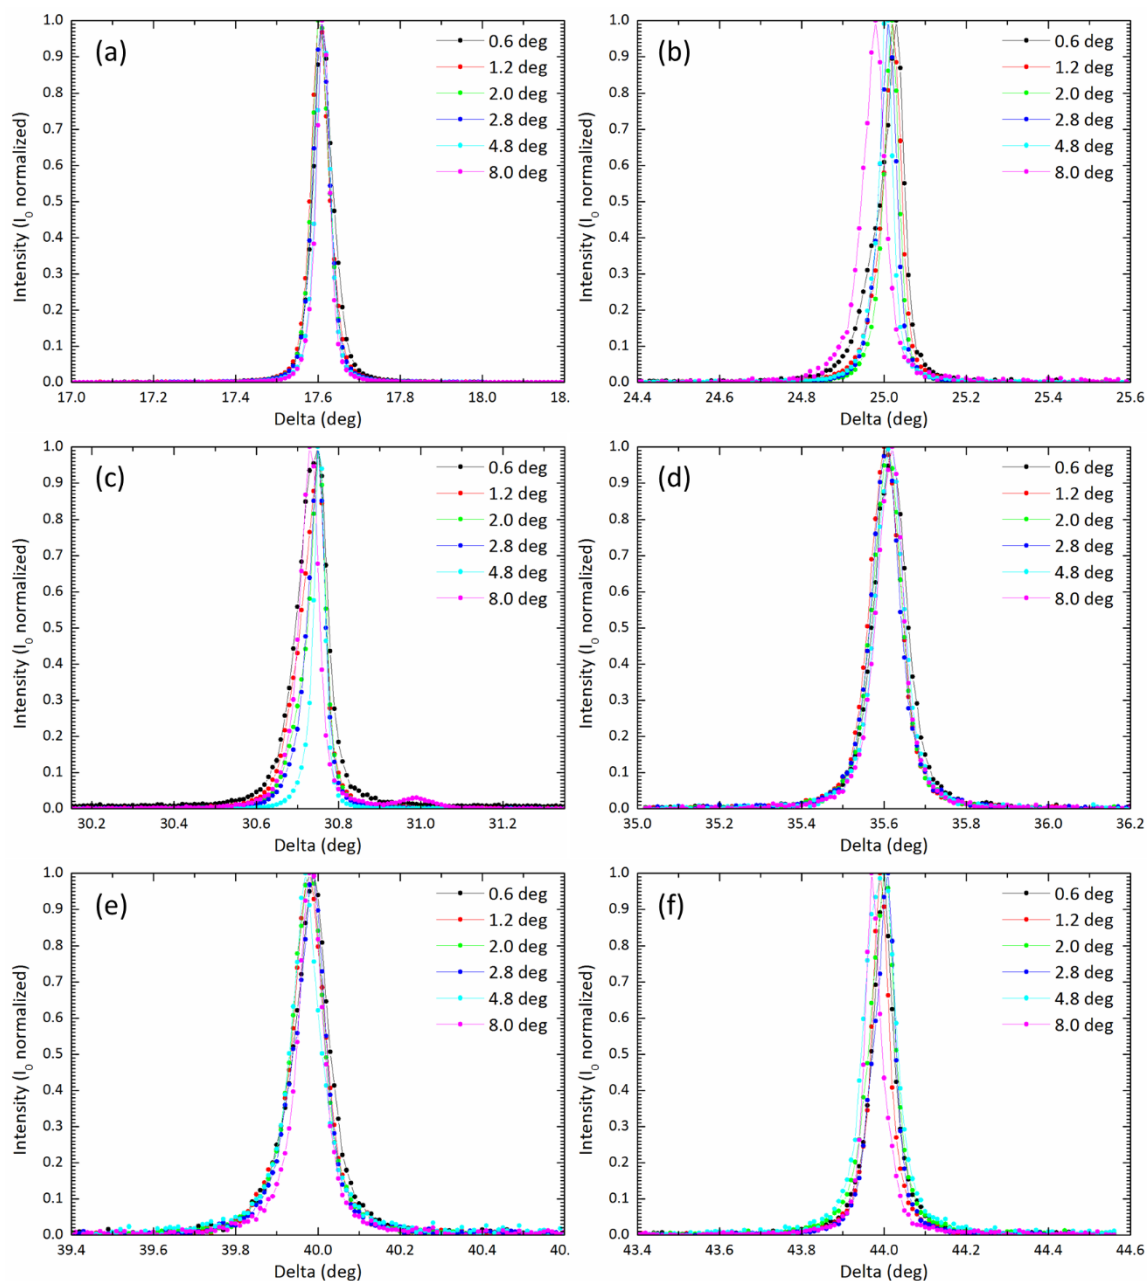 (a)
0.6 deg
1.2 deg
2.0 deg
2.8 deg
4.8 deg
8.0 deg
Intensity (I₀ normalized)
1.0
0.9
0.8
0.7
0.6
0.5
0.4
0.3
0.2
0.1
0.0
17.0 17.2 17.4 17.6 17.8 18.0 18.
Delta (deg)
(b)
0.6 deg
1.2 deg
2.0 deg
2.8 deg
4.8 deg
8.0 deg
Intensity (I₀ normalized)
1.0
0.9
0.8
0.7
0.6
0.5
0.4
0.3
0.2
0.1
0.0
24.4 24.6 24.8 25.0 25.2 25.4 25.6
Delta (deg)
(c)
0.6 deg
1.2 deg
2.0 deg
2.8 deg
4.8 deg
8.0 deg
Intensity (I₀ normalized)
1.0
0.9
0.8
0.7
0.6
0.5
0.4
0.3
0.2
0.1
0.0
30.2 30.4 30.6 30.8 31.0 31.2
Delta (deg)
(d)
0.6 deg
1.2 deg
2.0 deg
2.8 deg
4.8 deg
8.0 deg
Intensity (I₀ normalized)
1.0
0.9
0.8
0.7
0.6
0.5
0.4
0.3
0.2
0.1
0.0
35.0 35.2 35.4 35.6 35.8 36.0 36.2
Delta (deg)
(e)
0.6 deg
1.2 deg
2.0 deg
2.8 deg
4.8 deg
8.0 deg
Intensity (I₀ normalized)
1.0
0.9
0.8
0.7
0.6
0.5
0.4
0.3
0.2
0.1
0.0
39.4 39.6 39.8 40.0 40.2 40.4 40.
Delta (deg)
(f)
0.6 deg
1.2 deg
2.0 deg
2.8 deg
4.8 deg
8.0 deg
Intensity (I₀ normalized)
1.0
0.9
0.8
0.7
0.6
0.5
0.4
0.3
0.2
0.1
0.0
43.4 43.6 43.8 44.0 44.2 44.4 44.6
Delta (deg)